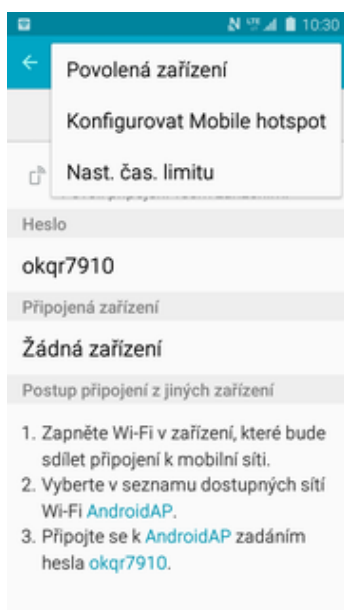 10:30
Povolená zařízení
Konfigurovat Mobile hotspot
Nast. čas. limitu
Heslo
okqr7910
Připojená zařízení
Žádná zařízení
Postup připojení z jiných zařízení
1. Zapněte Wi-Fi v zařízení, které bude
sdílet připojení k mobilní síti.
2. Vyberte v seznamu dostupných sítí
Wi-Fi AndroidAP.
3. Připojte se k AndroidAP zadáním
hesla okqr7910.